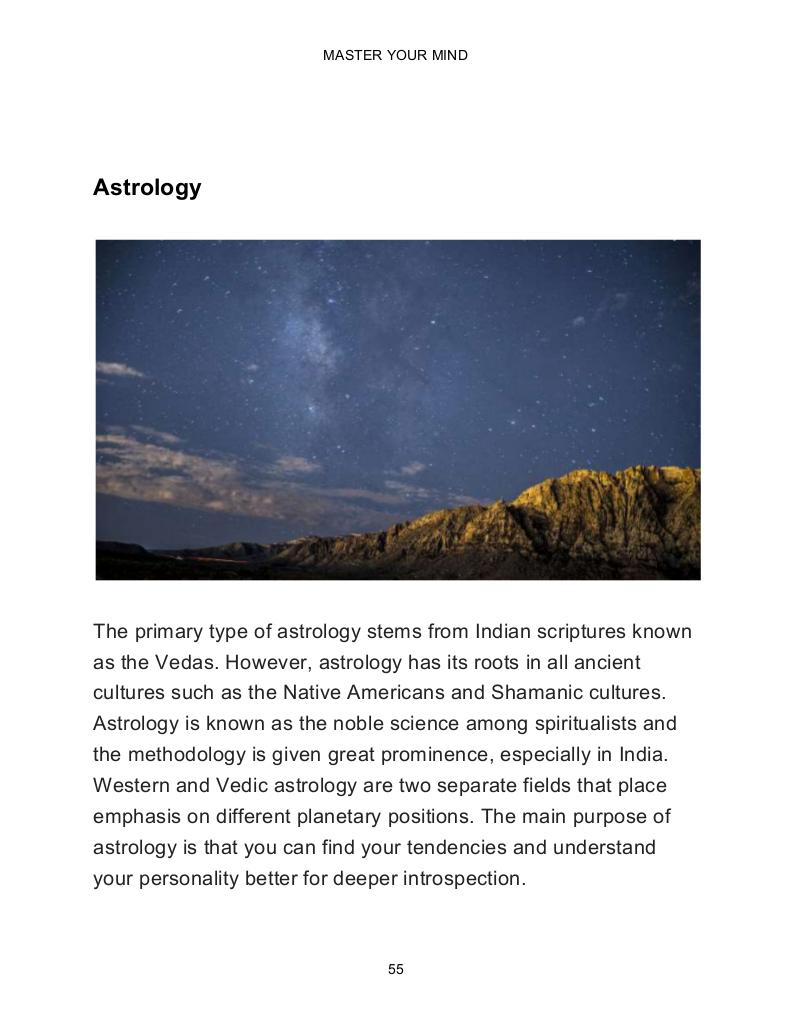 MASTER YOUR MIND
Astrology
The primary type of astrology stems from Indian scriptures known
as the Vedas. However, astrology has its roots in all ancient
cultures such as the Native Americans and Shamanic cultures.
Astrology is known as the noble science among spiritualists and
the methodology is given great prominence, especially in India.
Western and Vedic astrology are two separate fields that place
emphasis on different planetary positions. The main purpose of
astrology is that you can find your tendencies and understand
your personality better for deeper introspection.
55